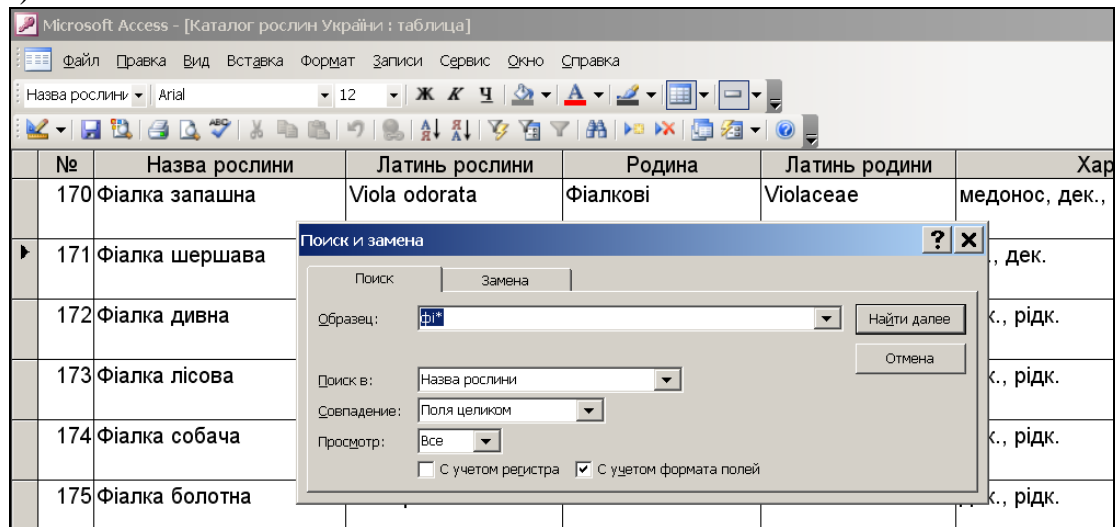 Microsoft Access - [Каталог рослин України : таблица]
Файл Правка Вид Вставка Формат Записи Сервис Окно Справка
Назва рослини Arial 12 Ж К Ч А
№ Назва рослини Латинь рослини Родина Латинь родини Хар
170 Фіалка запашна Viola odorata Фіалкові Violaceae медонос, дек.,
Поиск и замена
171 Фіалка шершава ., дек.
Поиск Замена
172 Фіалка дивна Образец: фі* Найти далее к., рідк.
Отмена
173 Фіалка лісова Поиск в: Назва рослини к., рідк.
Совпадение: Поля целиком
174 Фіалка собача Просмотр: Все к., рідк.
С учетом регистра С учетом формата полей
175 Фіалка болотна к., рідк.